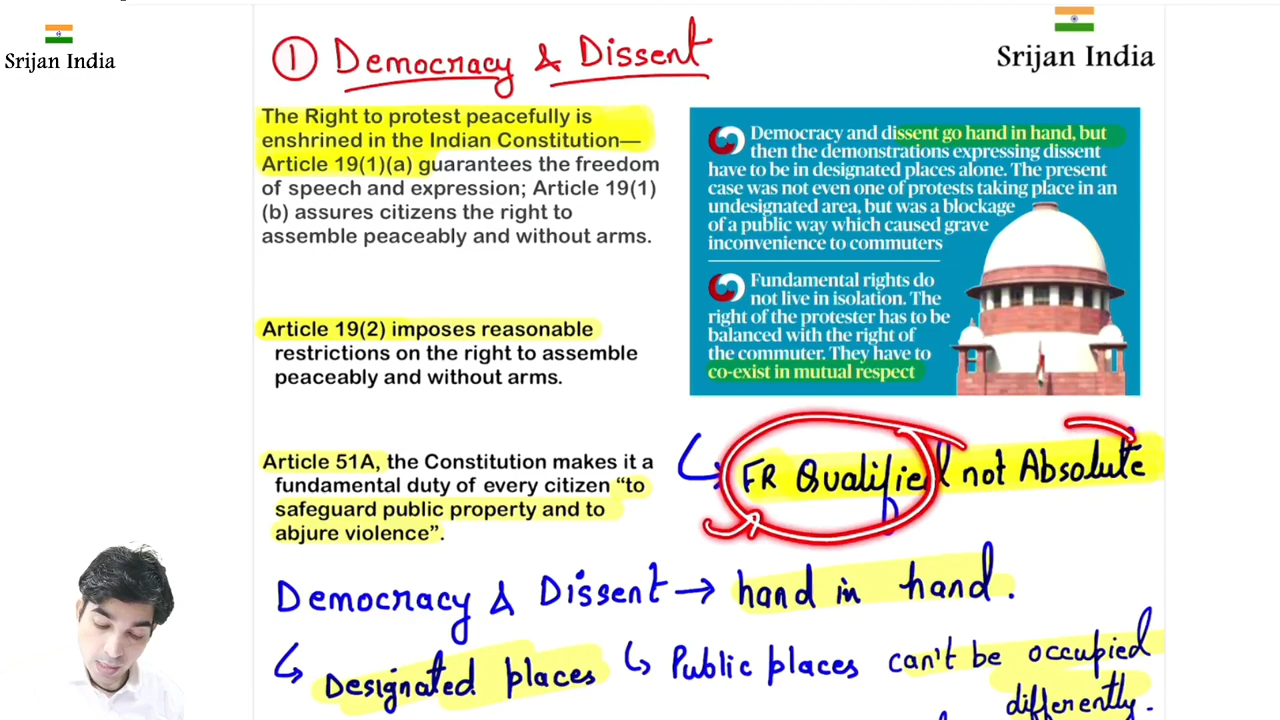 Srijan India
Srijan India
① Democracy & Dissent
The Right to protest peacefully is
enshrined in the Indian Constitution—
Article 19(1)(a) guarantees the freedom
of speech and expression; Article 19(1)
(b) assures citizens the right to
assemble peaceably and without arms.
Article 19(2) imposes reasonable
restrictions on the right to assemble
peaceably and without arms.
Article 51A, the Constitution makes it a
fundamental duty of every citizen “to
safeguard public property and to
abjure violence”.
Democracy and dissent go hand in hand, but
then the demonstrations expressing dissent
have to be in designated places alone. The present
case was not even one of protests taking place in an
undesignated area, but was a blockage
of a public way which caused grave
inconvenience to commuters
Fundamental rights do
not live in isolation. The
right of the protester has to be
balanced with the right of
the commuter. They have to
co-exist in mutual respect
FR Qualified not Absolute
Democracy & Dissent → hand in hand.
Designated places
Public places can't be occupied
differently.